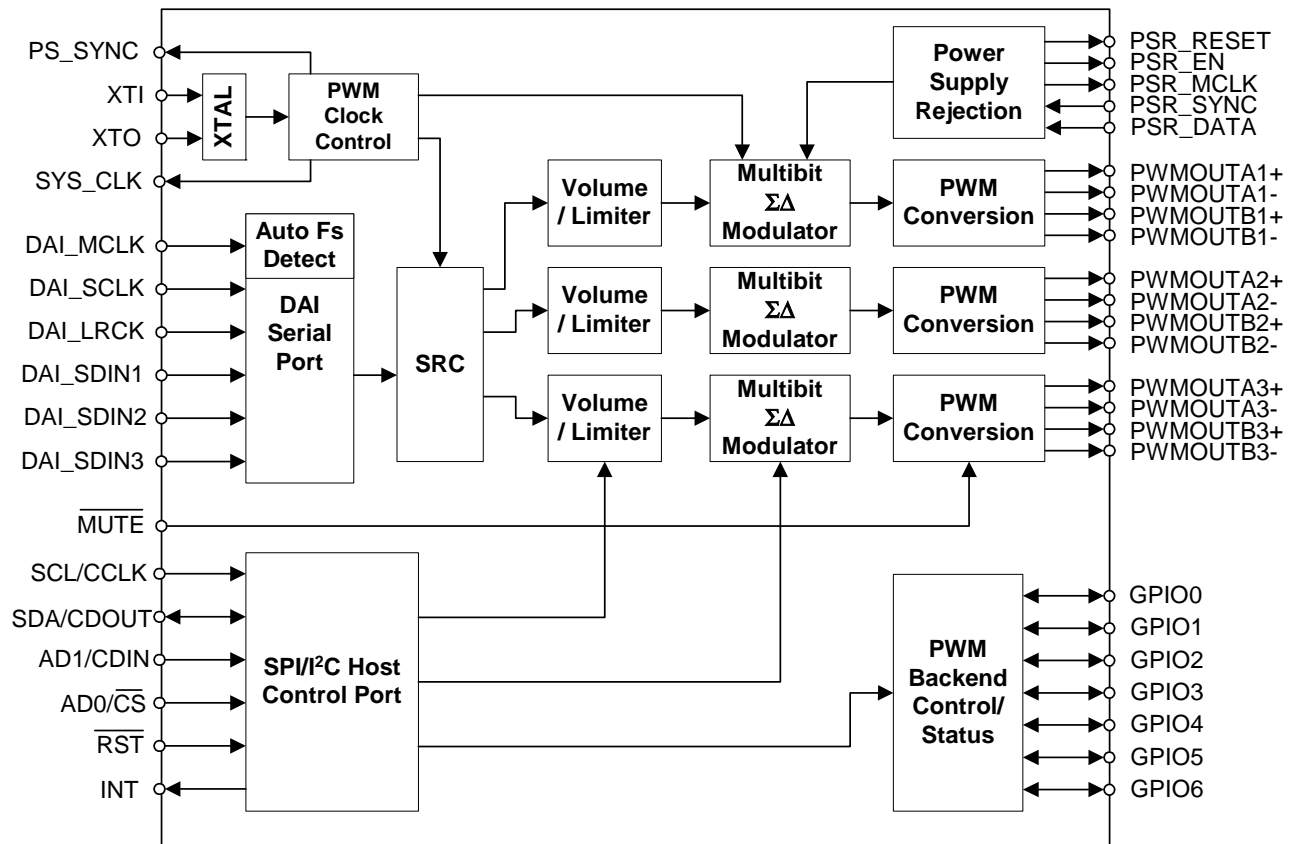 PS_SYNC
XTI
XTO
SYS_CLK
DAI_MCLK
DAI_SCLK
DAI_LRCK
DAI_SDIN1
DAI_SDIN2
DAI_SDIN3
MUTE
SCL/CCLK
SDA/CDOUT
AD1/CDIN
AD0/CS
RST
INT
XTAL
PWM
Clock
Control
Auto Fs
Detect
DAI
Serial
Port
SRC
SPI/I²C Host
Control Port
Volume
/ Limiter
Volume
/ Limiter
Volume
/ Limiter
Multibit
ΣΔ
Modulator
Multibit
ΣΔ
Modulator
Multibit
ΣΔ
Modulator
Power
Supply
Rejection
PWM
Conversion
PWM
Conversion
PWM
Conversion
PWM
Backend
Control/
Status
PSR_RESET
PSR_EN
PSR_MCLK
PSR_SYNC
PSR_DATA
PWMOUTA1+
PWMOUTA1-
PWMOUTB1+
PWMOUTB1-
PWMOUTA2+
PWMOUTA2-
PWMOUTB2+
PWMOUTB2-
PWMOUTA3+
PWMOUTA3-
PWMOUTB3+
PWMOUTB3-
GPIO0
GPIO1
GPIO2
GPIO3
GPIO4
GPIO5
GPIO6